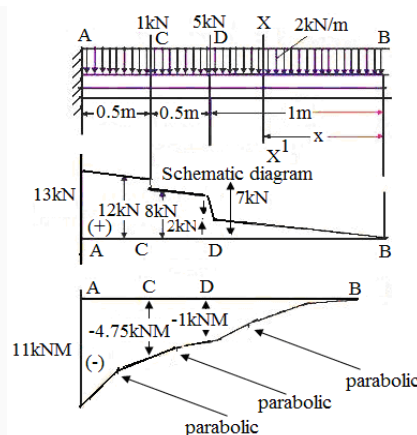 1kN 5kN X 2kN/m
A C D B
0.5m 0.5m 1m
x
X1
Schematic diagram
13kN 12kN 8kN 7kN
2kN
(+)
A C D B
A C D B
-4.75kNM -1kNM
11kNM
(-)
parabolic
parabolic
parabolic